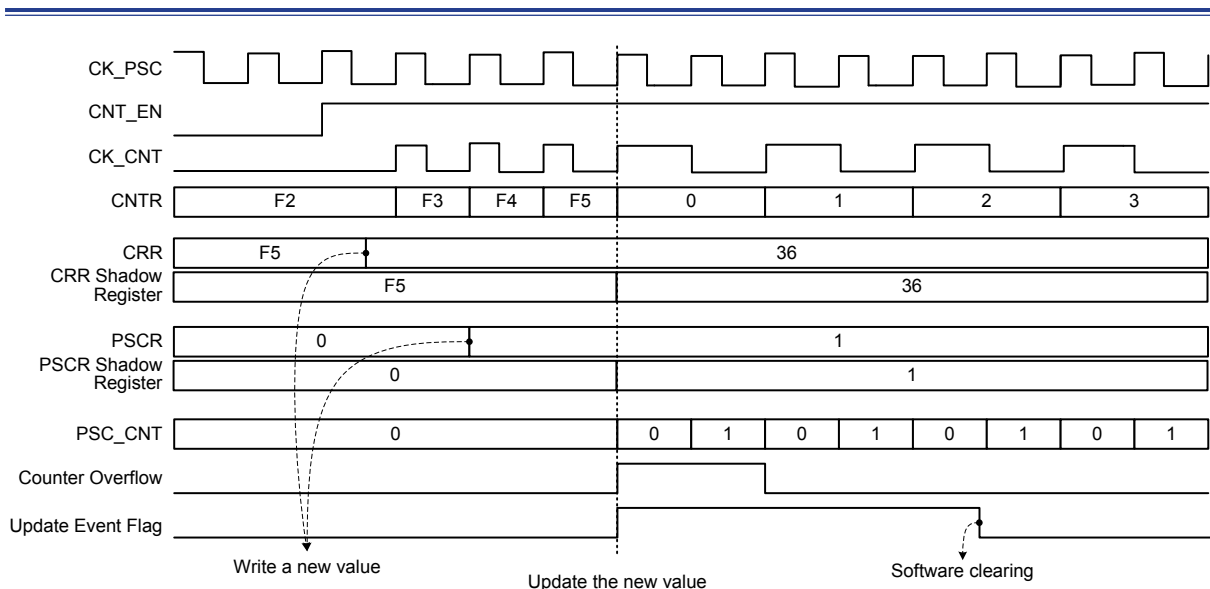 CK_PSC
CNT_EN
CK_CNT
CNTR F2 F3 F4 F5 0 1 2 3
CRR F5 36
CRR Shadow
Register F5 36
PSCR 0 1
PSCR Shadow
Register 0 1
PSC_CNT 0 0 1 0 1 0 1 0 1
Counter Overflow
Update Event Flag
Write a new value
Update the new value
Software clearing